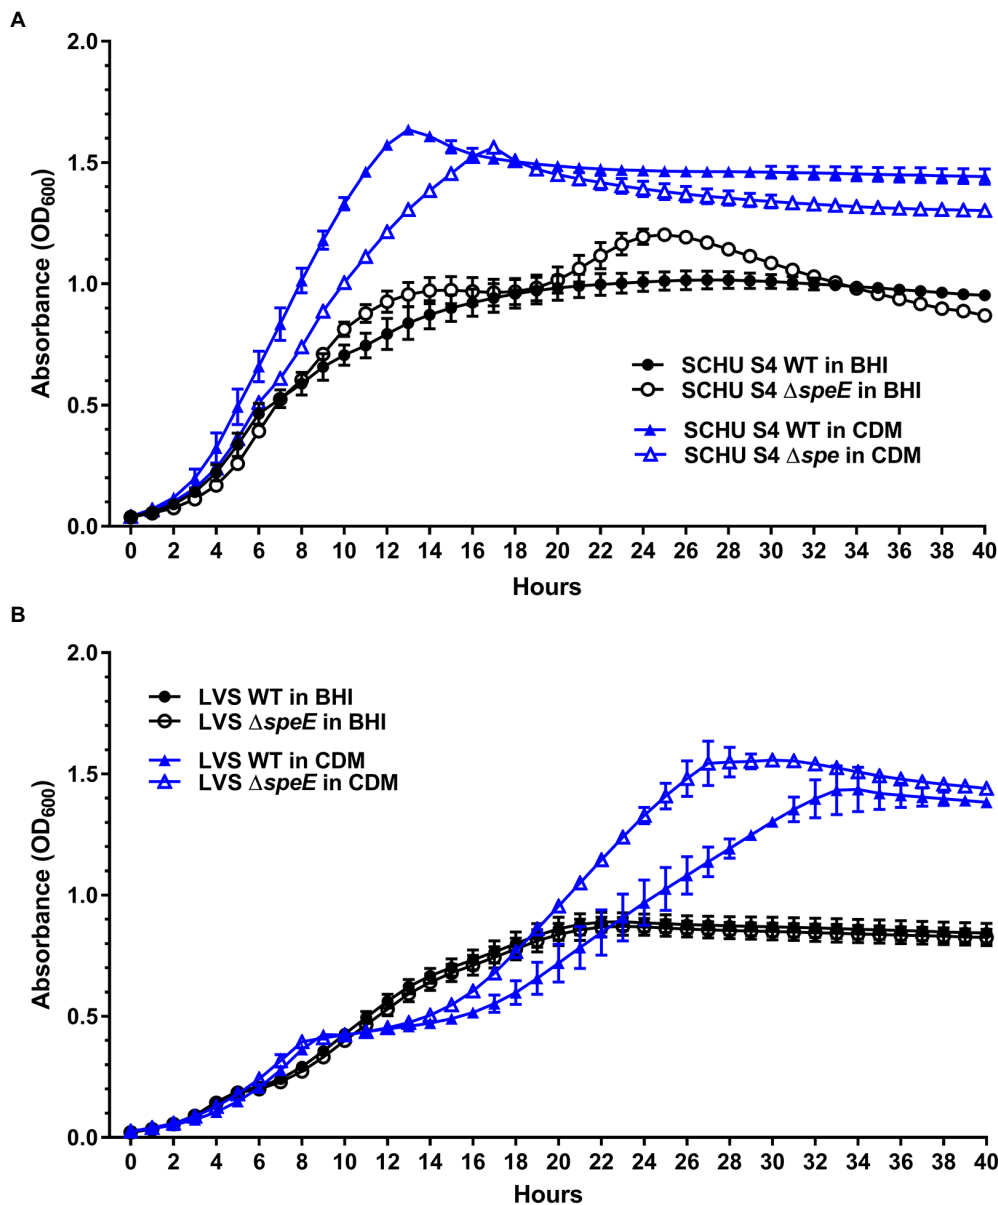 A
2.0
1.5
1.0
0.5
0.0
Absorbance (OD600)
SCHU S4 WT in BHI
SCHU S4 ΔspeE in BHI
SCHU S4 WT in CDM
SCHU S4 Δspe in CDM
0 2 4 6 8 10 12 14 16 18 20 22 24 26 28 30 32 34 36 38 40
Hours
B
2.0
1.5
1.0
0.5
0.0
Absorbance (OD600)
LVS WT in BHI
LVS ΔspeE in BHI
LVS WT in CDM
LVS ΔspeE in CDM
0 2 4 6 8 10 12 14 16 18 20 22 24 26 28 30 32 34 36 38 40
Hours